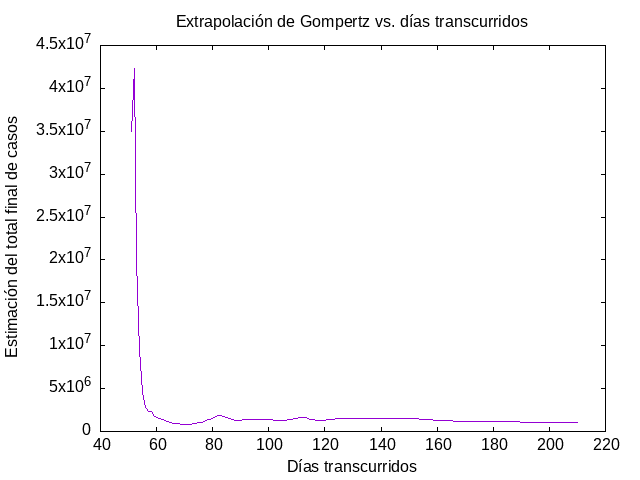 Extrapolación de Gompertz vs. días transcurridos
4.5x10^7
4x10^7
3.5x10^7
3x10^7
2.5x10^7
2x10^7
1.5x10^7
1x10^7
5x10^6
0
Estimación del total final de casos
40 60 80 100 120 140 160 180 200 220
Días transcurridos